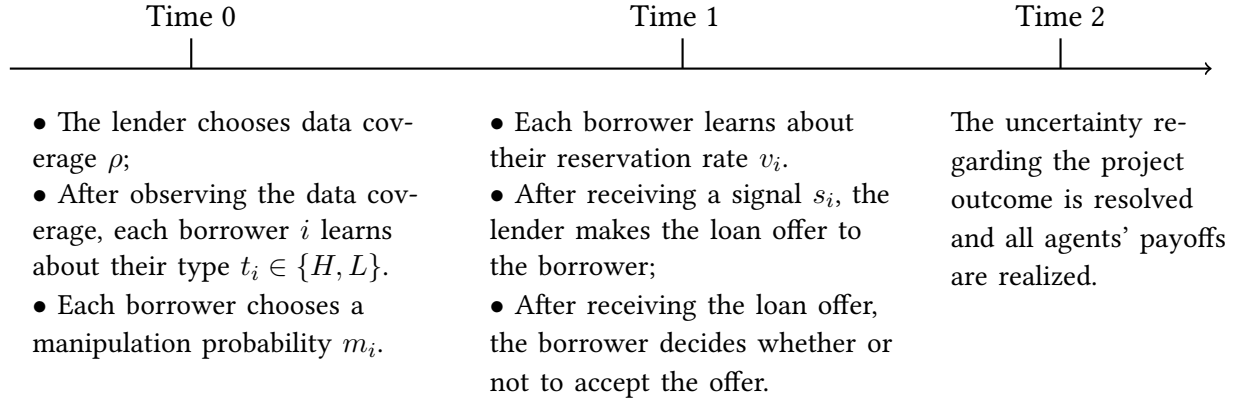 Time 0
Time 1
Time 2
• The lender chooses data cov-
erage ρ;
• After observing the data cov-
erage, each borrower i learns
about their type tᵢ ∈ {H, L}.
• Each borrower chooses a
manipulation probability mᵢ.
• Each borrower learns about
their reservation rate vᵢ.
• After receiving a signal sᵢ, the
lender makes the loan offer to
the borrower;
• After receiving the loan offer,
the borrower decides whether or
not to accept the offer.
The uncertainty re-
garding the project
outcome is resolved
and all agents' payoffs
are realized.